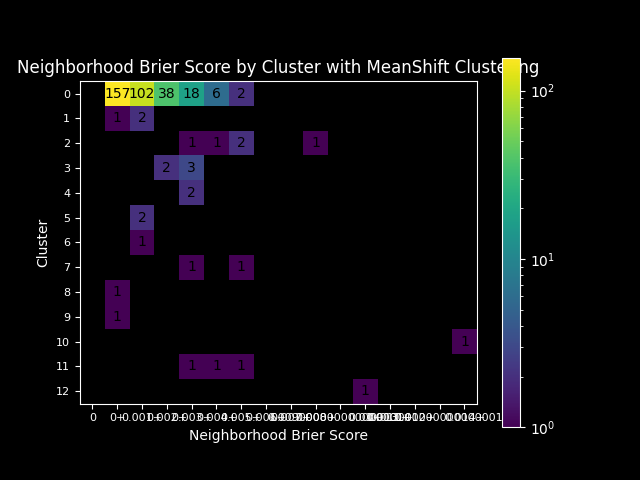 Neighborhood Brier Score by Cluster with MeanShift Clustering
0 157 102 38 18 6 2
1 1 2
2 1 1 2 1
3 2 3
4 2
5 2
6 1
7 1 1
8 1
9 1
10 1
11 1 1 1
12 1
Cluster
0
Neighborhood Brier Score
10²
10¹
10⁰